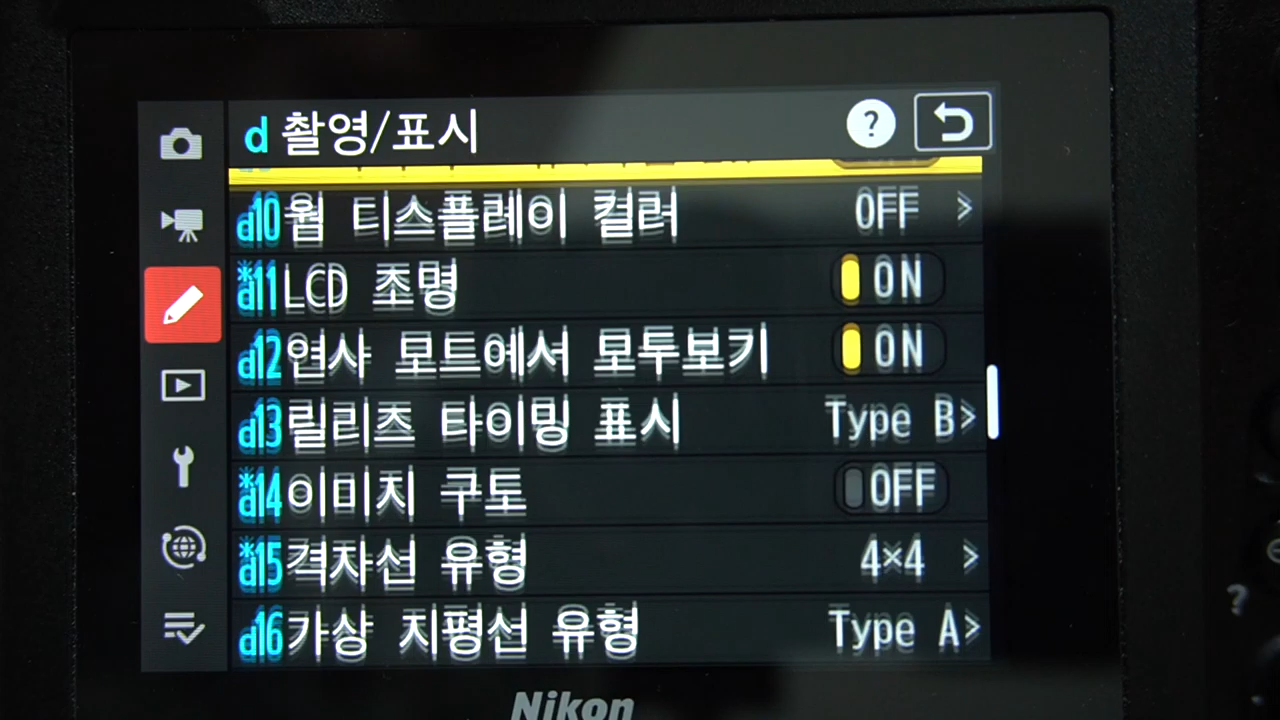 d 촬영/표시 ?
d10 웜 디스플레이 컬러 OFF >
*d11 LCD 조명 ON
d12 연사 모드에서 모두보기 ON
d13 릴리즈 타이밍 표시 Type B>
*d14 이미지 구도 OFF
*d15 격자선 유형 4×4 >
d16 가상 지평선 유형 Type A>
Nikon